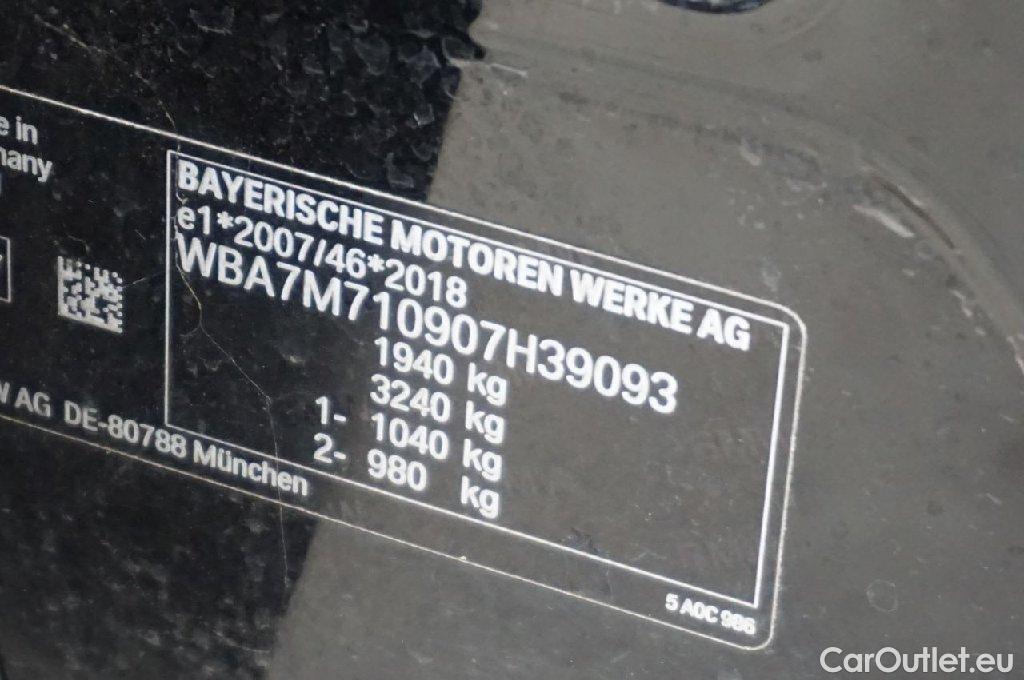 e in
many
BAYERISCHE MOTOREN WERKE AG
e1*2007/46*2018
WBA7M710907H39093
1940 kg
3240 kg
1- 1040 kg
2- 980 kg
AG DE-80788 München
5 A0C 986
CarOutlet.eu